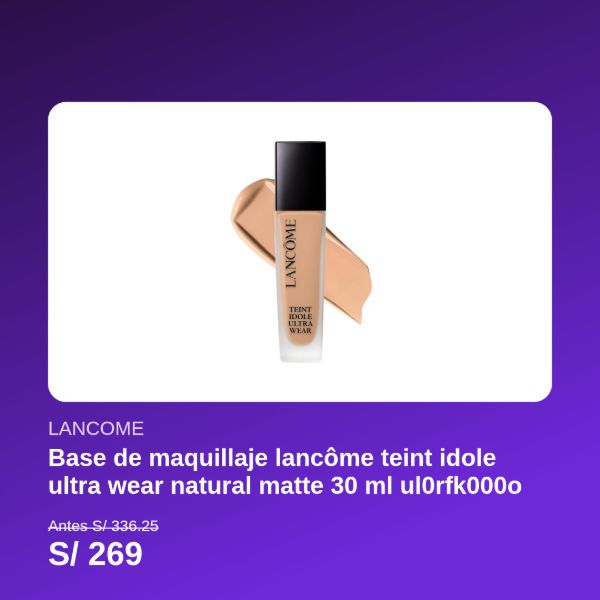 LANCÔME
TEINT
IDOLE
ULTRA
WEAR
LANCOME
Base de maquillaje lancôme teint idole
ultra wear natural matte 30 ml ul0rfk000o
Antes S/ 336.25
S/ 269